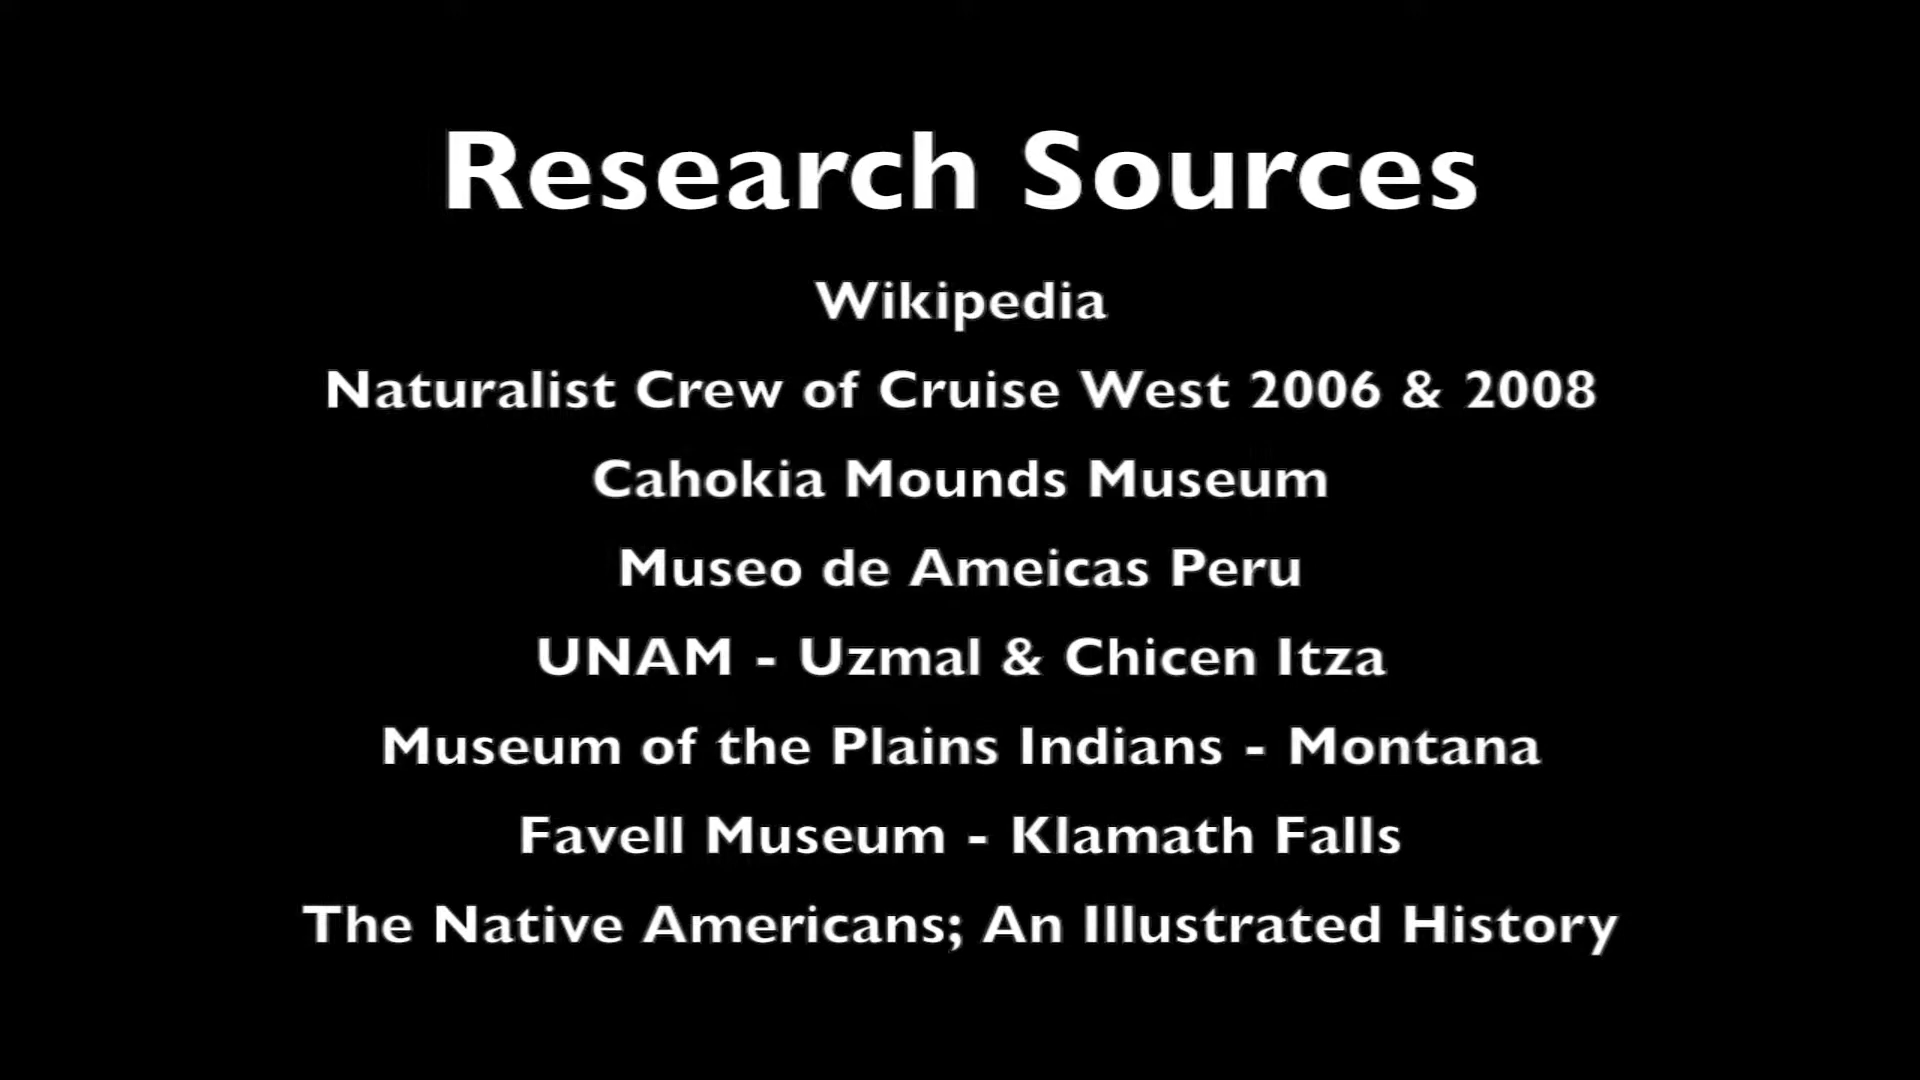 Research Sources
Wikipedia
Naturalist Crew of Cruise West 2006 & 2008
Cahokia Mounds Museum
Museo de Ameicas Peru
UNAM - Uzmal & Chicen Itza
Museum of the Plains Indians - Montana
Favell Museum - Klamath Falls
The Native Americans; An Illustrated History